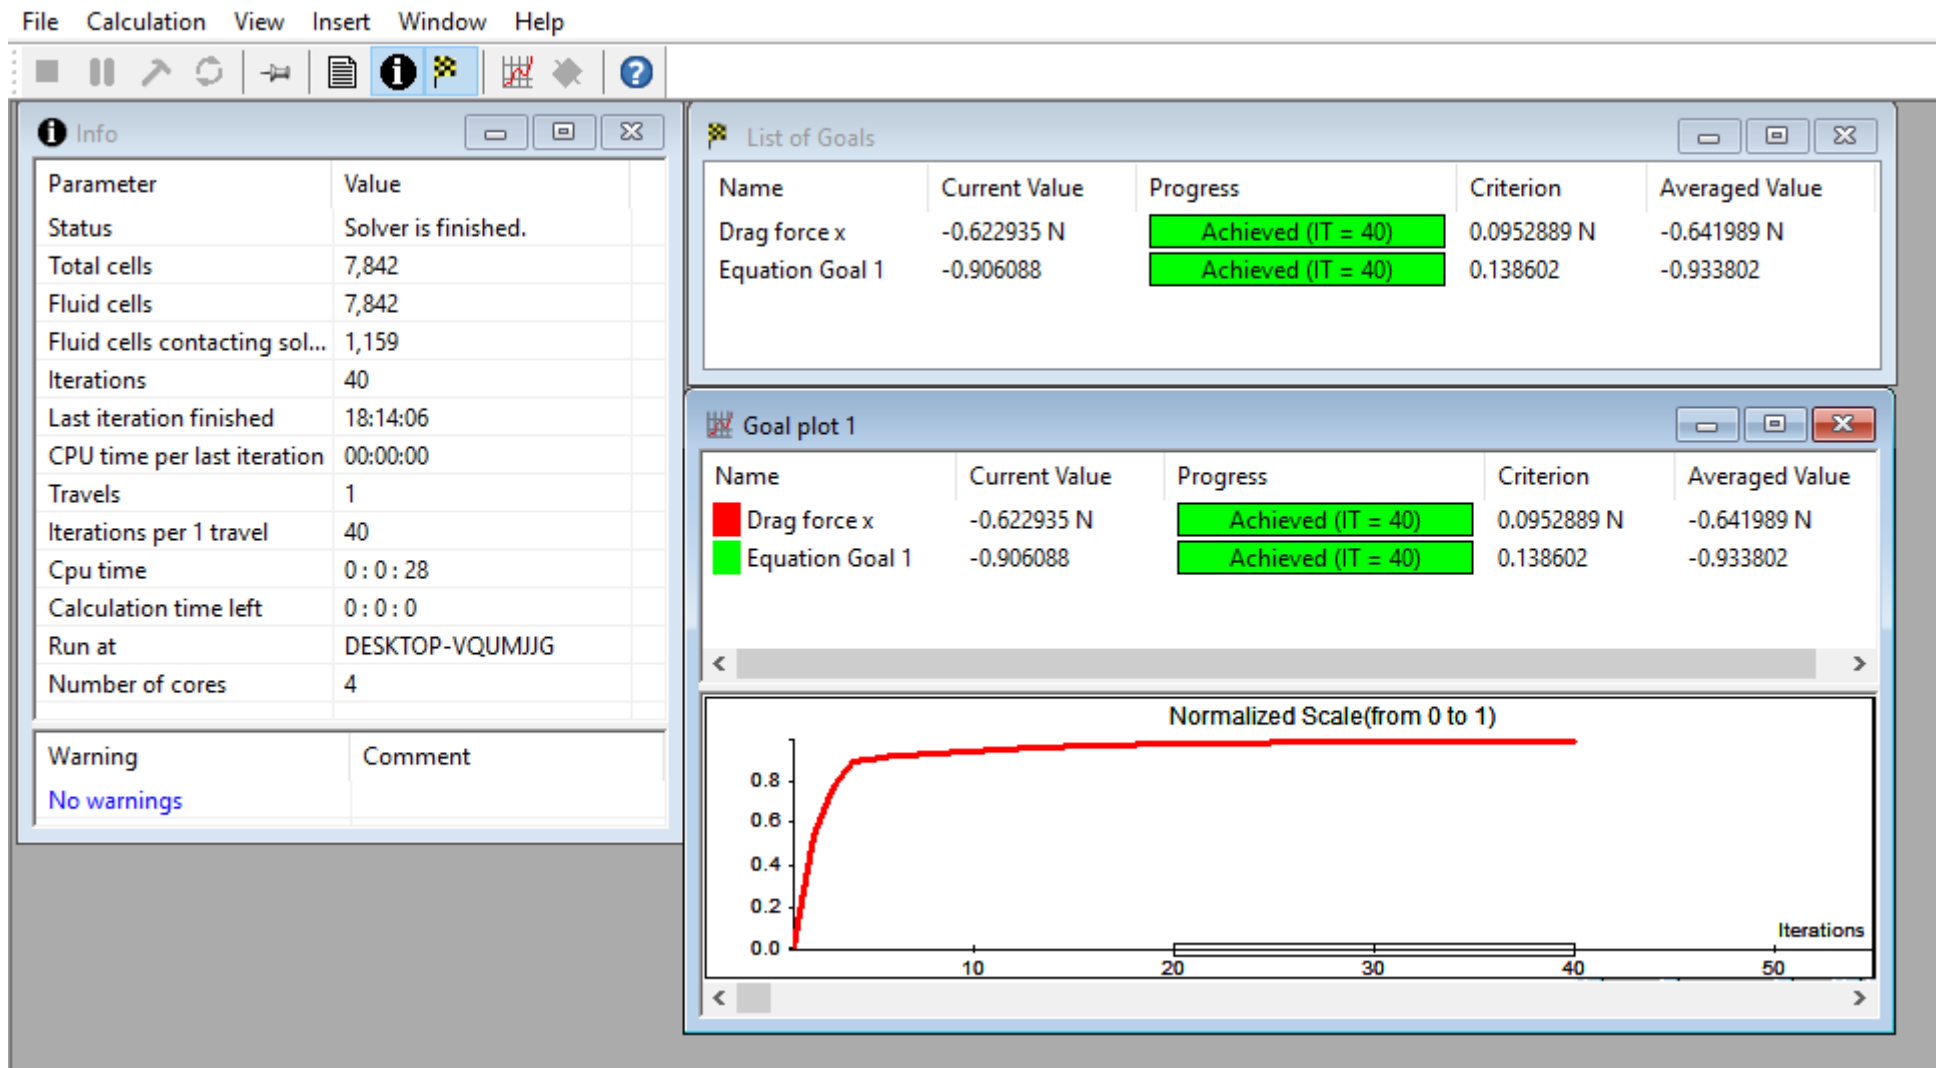 File Calculation View Insert Window Help
Info
Parameter Value
Status Solver is finished.
Total cells 7,842
Fluid cells 7,842
Fluid cells contacting sol... 1,159
Iterations 40
Last iteration finished 18:14:06
CPU time per last iteration 00:00:00
Travels 1
Iterations per 1 travel 40
Cpu time 0 : 0 : 28
Calculation time left 0 : 0 : 0
Run at DESKTOP-VQUMJJG
Number of cores 4
Warning Comment
No warnings
List of Goals
Name Current Value Progress Criterion Averaged Value
Drag force x -0.622935 N Achieved (IT = 40) 0.0952889 N -0.641989 N
Equation Goal 1 -0.906088 Achieved (IT = 40) 0.138602 -0.933802
Goal plot 1
Name Current Value Progress Criterion Averaged Value
Drag force x -0.622935 N Achieved (IT = 40) 0.0952889 N -0.641989 N
Equation Goal 1 -0.906088 Achieved (IT = 40) 0.138602 -0.933802
Normalized Scale(from 0 to 1)
0.8
0.6
0.4
0.2
0.0
Iterations
10 20 30 40 50